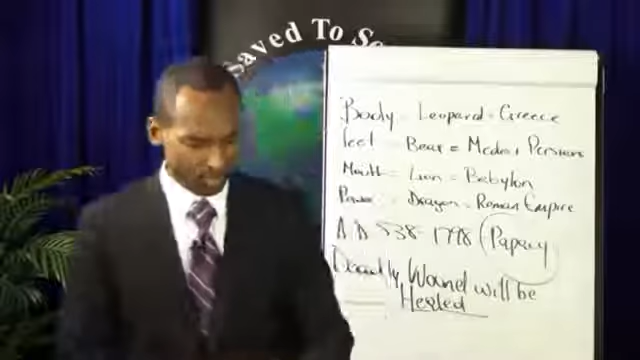 Saved To Se
Body = Leopard = Greece
feet = Bear = Medes & Persians
Mouth = Lion = Babylon
Power = Dragon = Roman Empire
A.D 538-1798 (Papacy
Deadly Wound will be
Healed